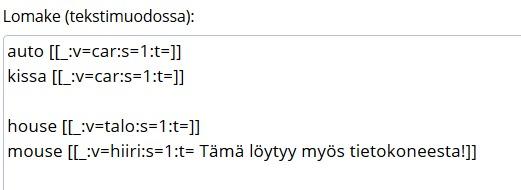 Lomake (tekstimuodossa):
auto [[_:v=car:s=1:t=]]
kissa [[_:v=car:s=1:t=]]
house [[_:v=talo:s=1:t=]]
mouse [[_:v=hiiri:s=1:t= Tämä löytyy myös tietokoneesta!]]